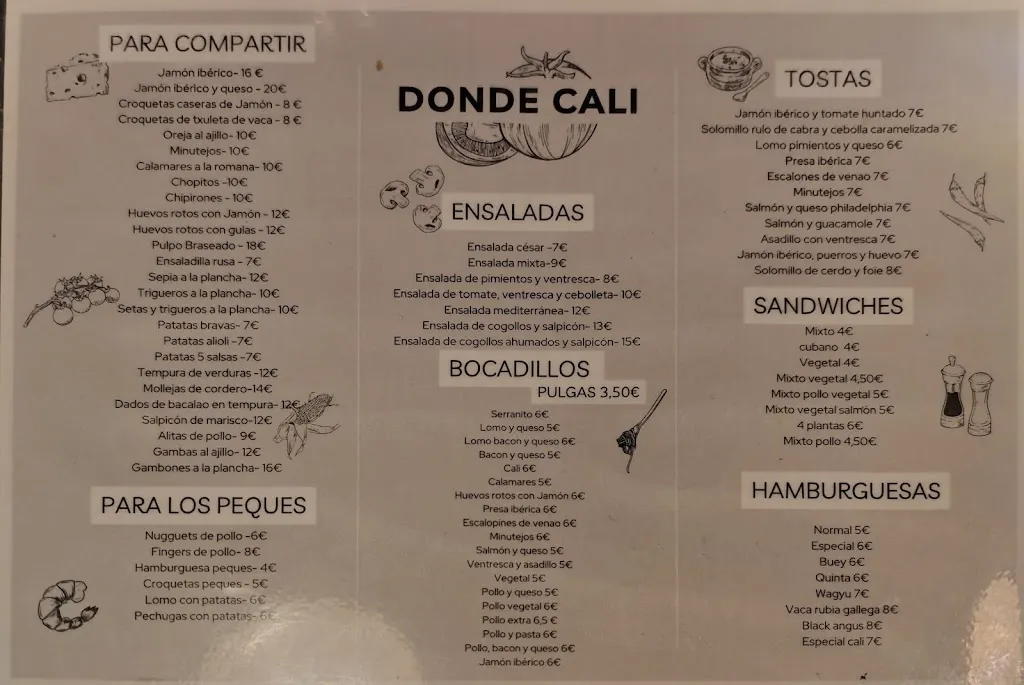 PARA COMPARTIR
Jamón ibérico- 16 €
Jamón ibérico y queso - 20€
Croquetas caseras de Jamón - 8 €
Croquetas de txuleta de vaca - 8 €
Oreja al ajillo- 10€
Minutejos- 10€
Calamares a la romana- 10€
Chopitos -10€
Chipirones - 10€
Huevos rotos con Jamón - 12€
Huevos rotos con gulas - 12€
Pulpo Braseado - 18€
Ensaladilla rusa - 7€
Sepia a la plancha- 12€
Trigueros a la plancha- 10€
Setas y trigueros a la plancha- 10€
Patatas bravas- 7€
Patatas alioli -7€
Patatas 5 salsas -7€
Tempura de verduras -12€
Mollejas de cordero-14€
Dados de bacalao en tempura- 12€
Salpicón de marisco-12€
Alitas de pollo- 9€
Gambas al ajillo- 12€
Gambones a la plancha- 16€
PARA LOS PEQUES
Nugguets de pollo -6€
Fingers de pollo- 8€
Hamburguesa peques- 4€
Croquetas peques - 5€
Lomo con patatas- 6€
Pechugas con patatas- 6€
DONDE CALI
ENSALADAS
Ensalada césar -7€
Ensalada mixta-9€
Ensalada de pimientos y ventresca- 8€
Ensalada de tomate, ventresca y cebolleta- 10€
Ensalada mediterránea- 12€
Ensalada de cogollos y salpicón- 13€
Ensalada de cogollos ahumados y salpicón- 15€
BOCADILLOS
PULGAS 3,50€
Serranito 6€
Lomo y queso 5€
Lomo bacon y queso 6€
Bacon y queso 5€
Cali 6€
Calamares 5€
Huevos rotos con Jamón 6€
Presa ibérica 6€
Escalopines de venao 6€
Minutejos 6€
Salmón y queso 5€
Ventresca y asadillo 5€
Vegetal 5€
Pollo y queso 5€
Pollo vegetal 6€
Pollo extra 6,5 €
Pollo y pasta 6€
Pollo, bacon y queso 6€
Jamón ibérico 6€
TOSTAS
Jamón ibérico y tomate huntado 7€
Solomillo rulo de cabra y cebolla caramelizada 7€
Lomo pimientos y queso 6€
Presa ibérica 7€
Escalones de venao 7€
Minutejos 7€
Salmón y queso philadelphia 7€
Salmón y guacamole 7€
Asadillo con ventresca 7€
Jamón ibérico, puerros y huevo 7€
Solomillo de cerdo y foie 8€
SANDWICHES
Mixto 4€
cubano 4€
Vegetal 4€
Mixto vegetal 4,50€
Mixto pollo vegetal 5€
Mixto vegetal salmón 5€
4 plantas 6€
Mixto pollo 4,50€
HAMBURGUESAS
Normal 5€
Especial 6€
Buey 6€
Quinta 6€
Wagyu 7€
Vaca rubia gallega 8€
Black angus 8€
Especial cali 7€